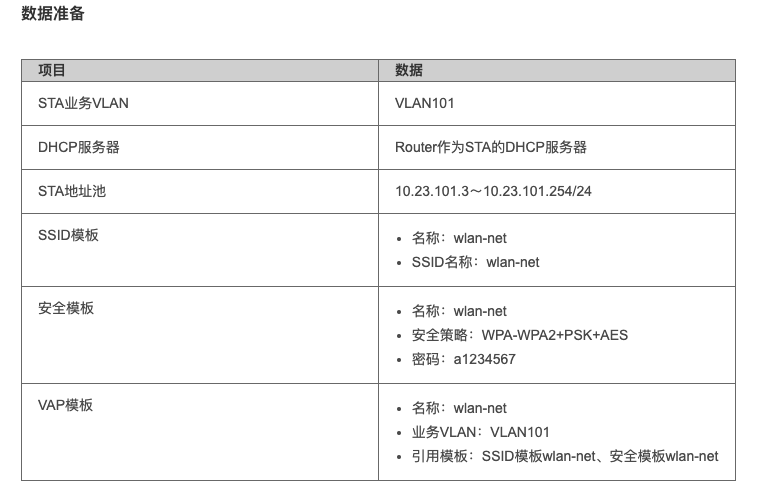 数据准备
项目 数据
STA业务VLAN VLAN101
DHCP服务器 Router作为STA的DHCP服务器
STA地址池 10.23.101.3～10.23.101.254/24
SSID模板
• 名称：wlan-net
• SSID名称：wlan-net
安全模板
• 名称：wlan-net
• 安全策略：WPA-WPA2+PSK+AES
• 密码：a1234567
VAP模板
• 名称：wlan-net
• 业务VLAN：VLAN101
• 引用模板：SSID模板wlan-net、安全模板wlan-net